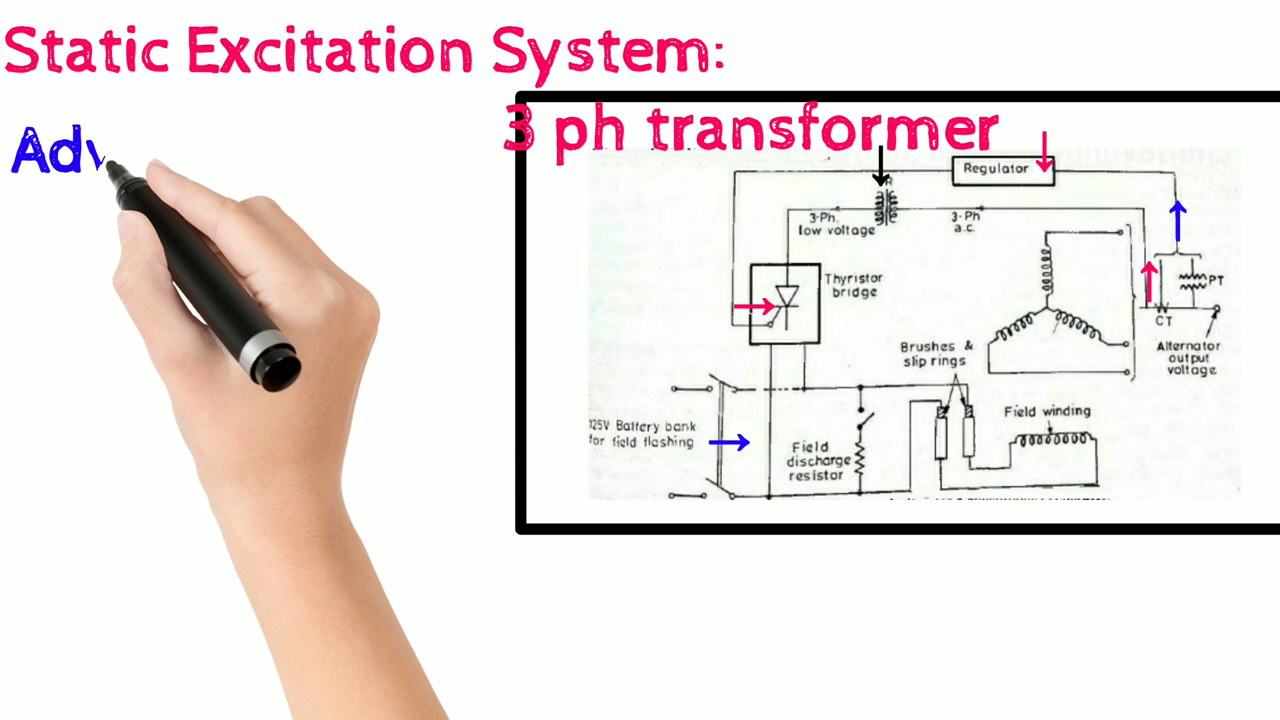 Static Excitation System:
Adv
3 ph transformer
Regulator
3-Ph.
low voltage
3-Ph
a.c.
Thyristor
bridge
PT
CT
Alternator
output
voltage
Brushes &
slip rings
Field winding
125V Battery bank
for field flashing
Field
discharge
resistor